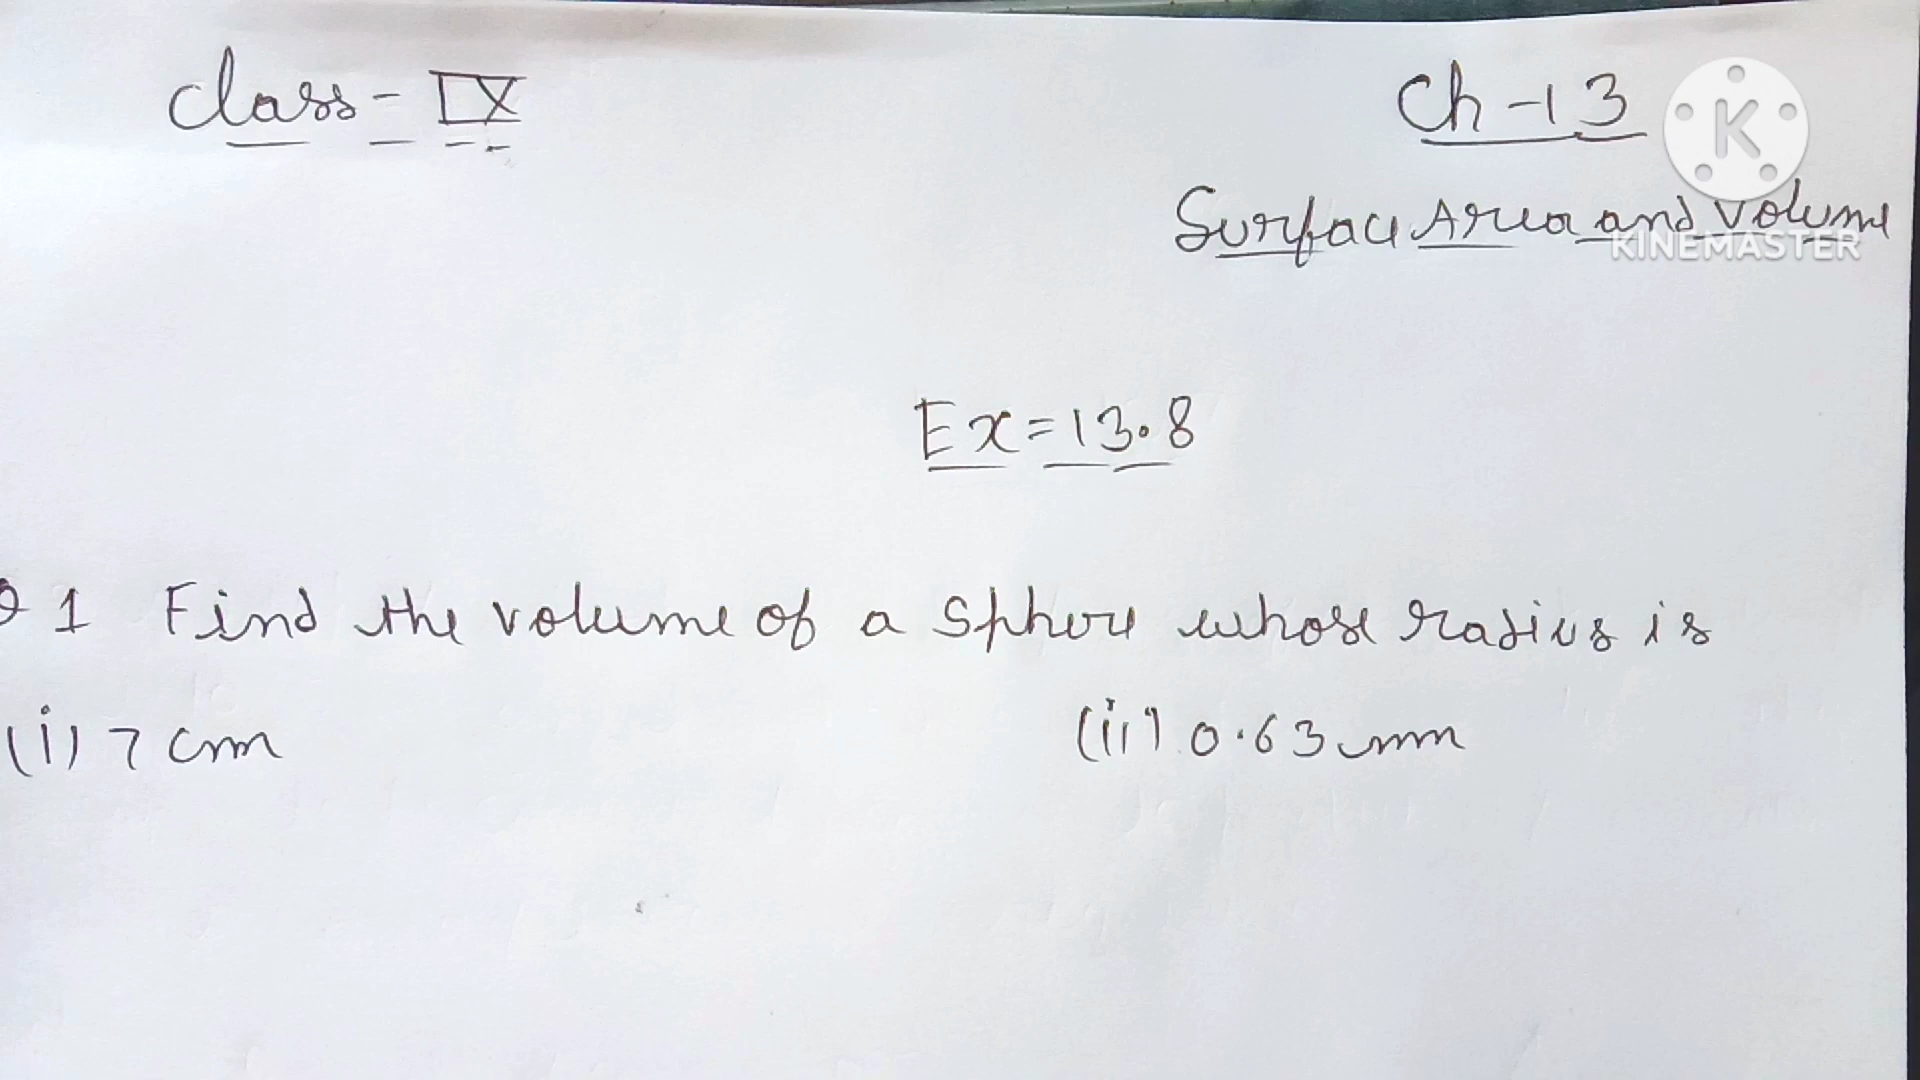 Class - IX
Ch-13
K
Surface Area and Volume
KINEMASTER
Ex = 13.8
Q 1 Find the volume of a Sphere whose radius is
(i) 7 cm (ii) 0.63 mm